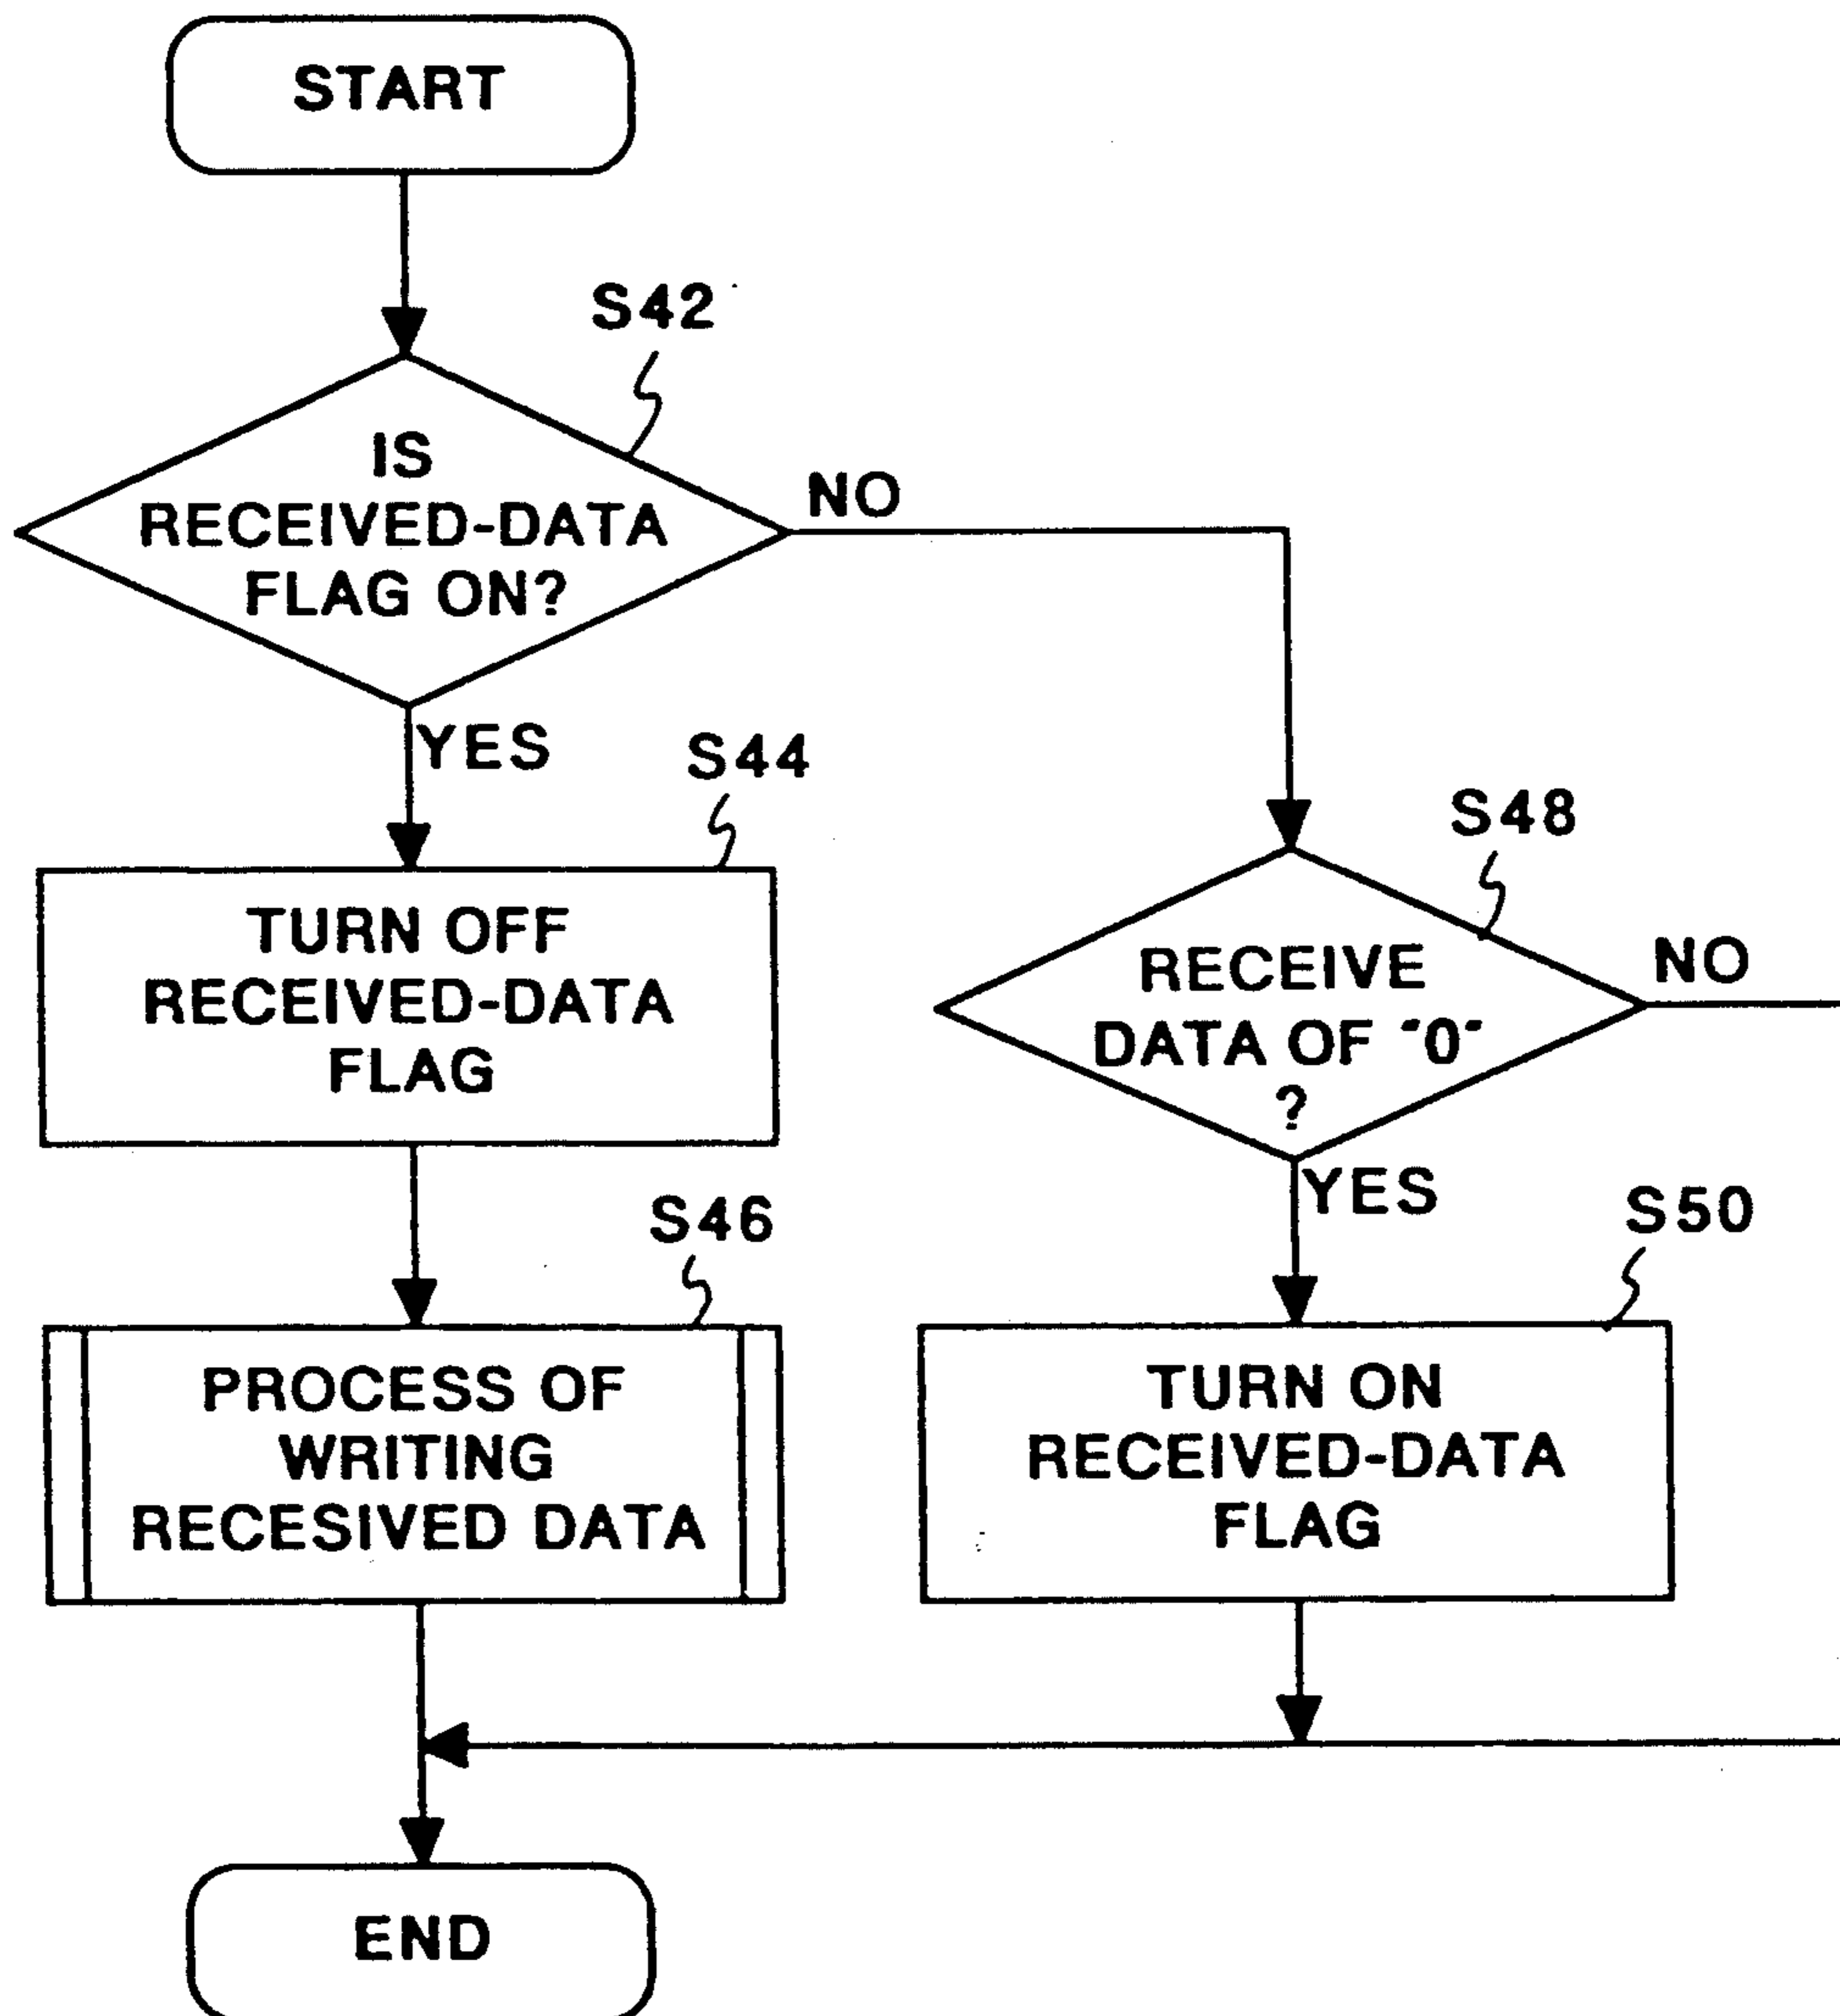 START
S42
IS
RECEIVED-DATA
FLAG ON?
NO
YES
S44
TURN OFF
RECEIVED-DATA
FLAG
S48
RECEIVE
DATA OF "0"
?
NO
YES
S46
PROCESS OF
WRITING
RECESIVED DATA
S50
TURN ON
RECEIVED-DATA
FLAG
END